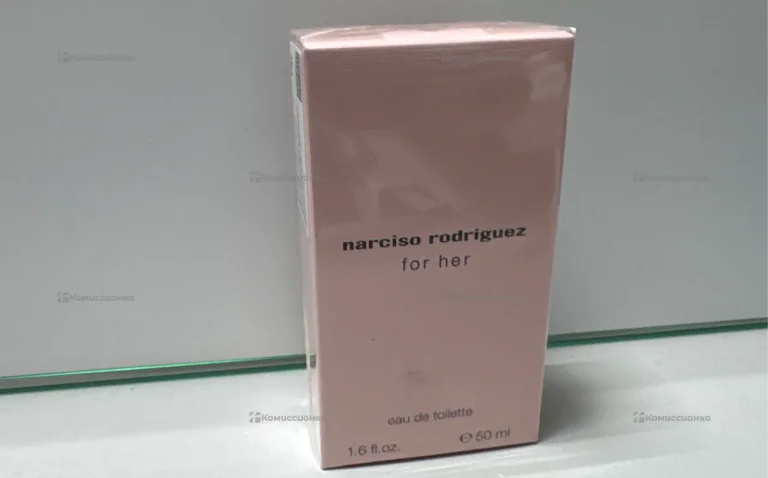 Комиссионка
Комиссионка
Комиссионка
Комиссионка
narciso rodriguez
for her
Комиссионка
eau de toilette
Комиссионка
Комиссионка
1.6 fl.oz. ℮ 50 ml